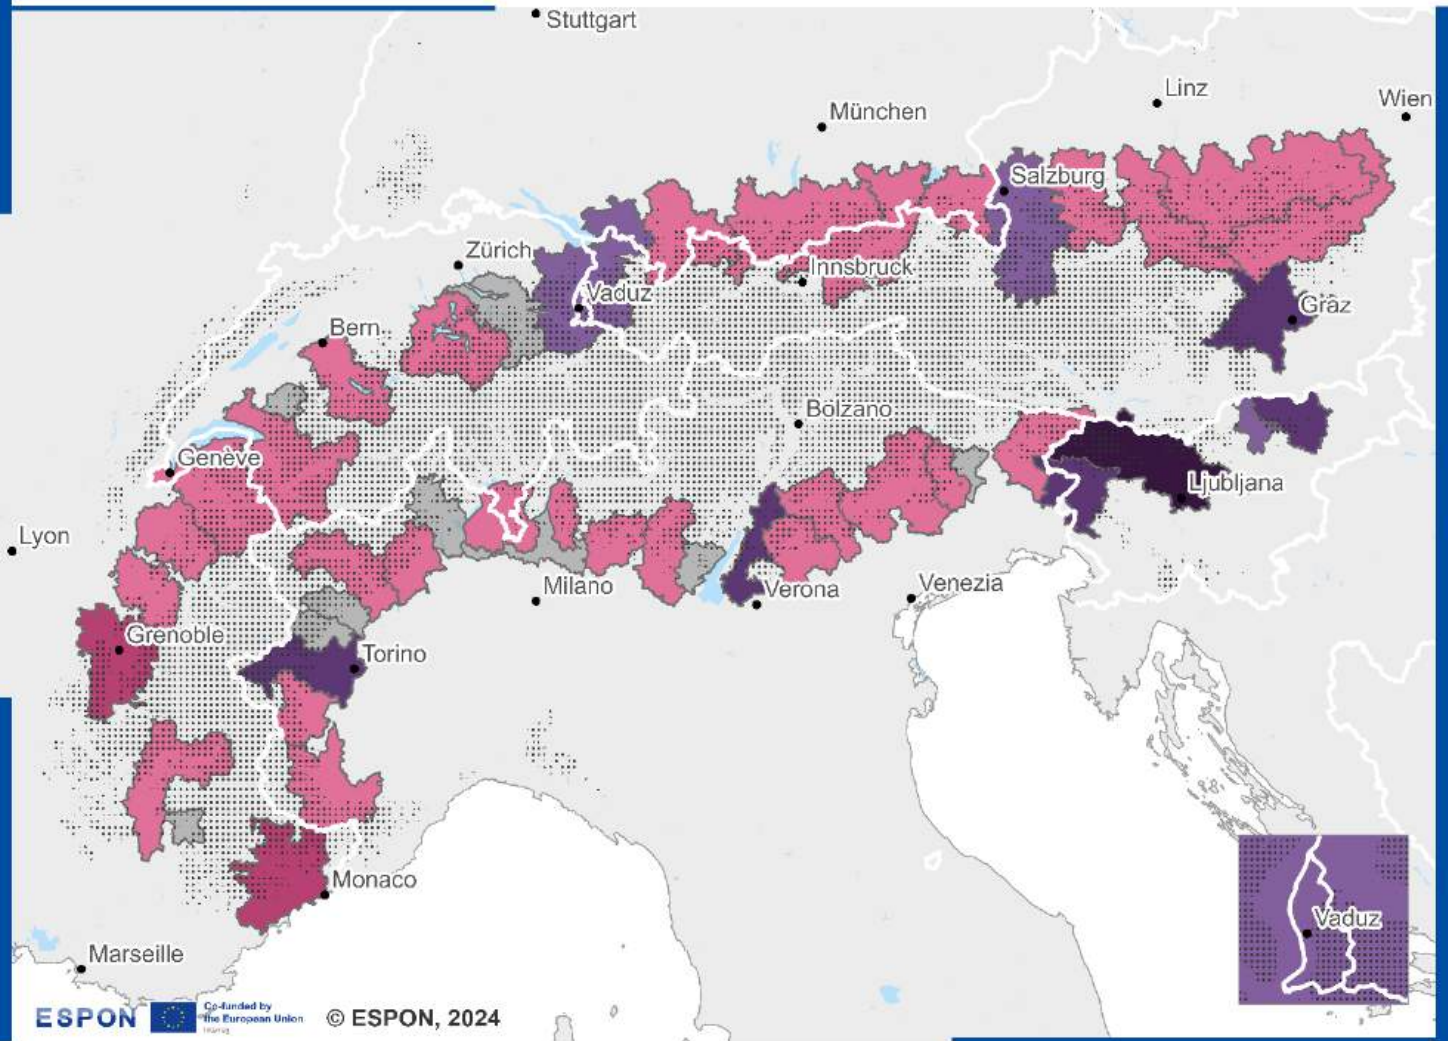 Stuttgart
Linz
Wien
München
Salzburg
Zürich
Innsbruck
Vaduz
Graz
Bern
Bolzano
Genève
Ljubljana
Lyon
Milano
Verona
Venezia
Grenoble
Torino
Monaco
Vaduz
Marseille
ESPON
Co-funded by
the European Union
© ESPON, 2024